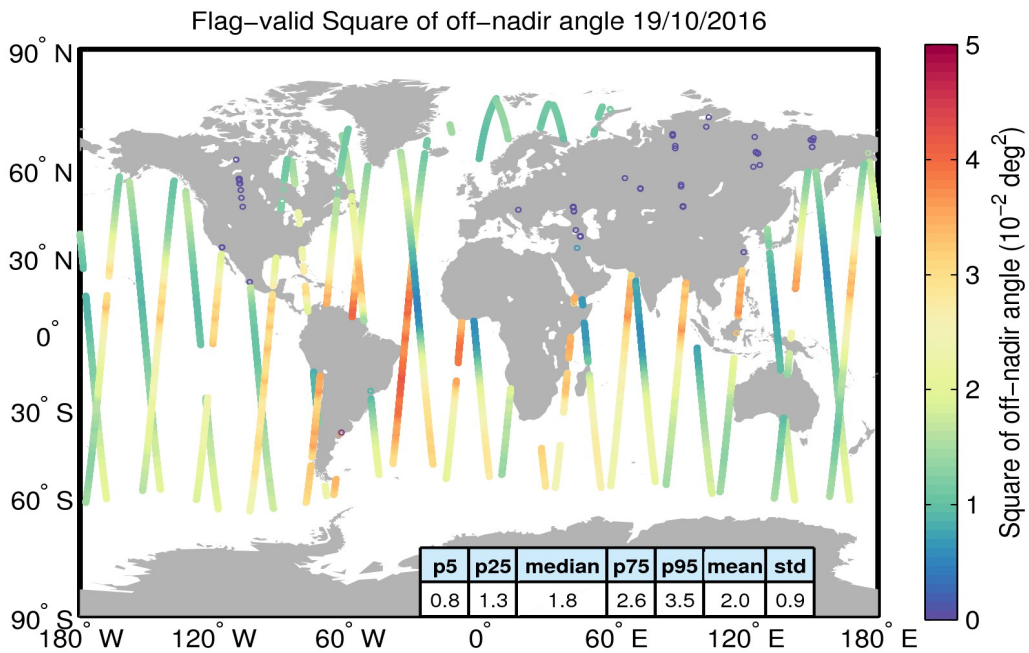 Flag−valid Square of off−nadir angle 19/10/2016
90° N
60° N
30° N
0°
30° S
60° S
90° S
180° W
120° W
60° W
0°
60° E
120° E
180° E
p5 p25 median p75 p95 mean std
0.8 1.3 1.8 2.6 3.5 2.0 0.9
5
4
3
2
1
0
Square of off−nadir angle (10⁻² deg²)